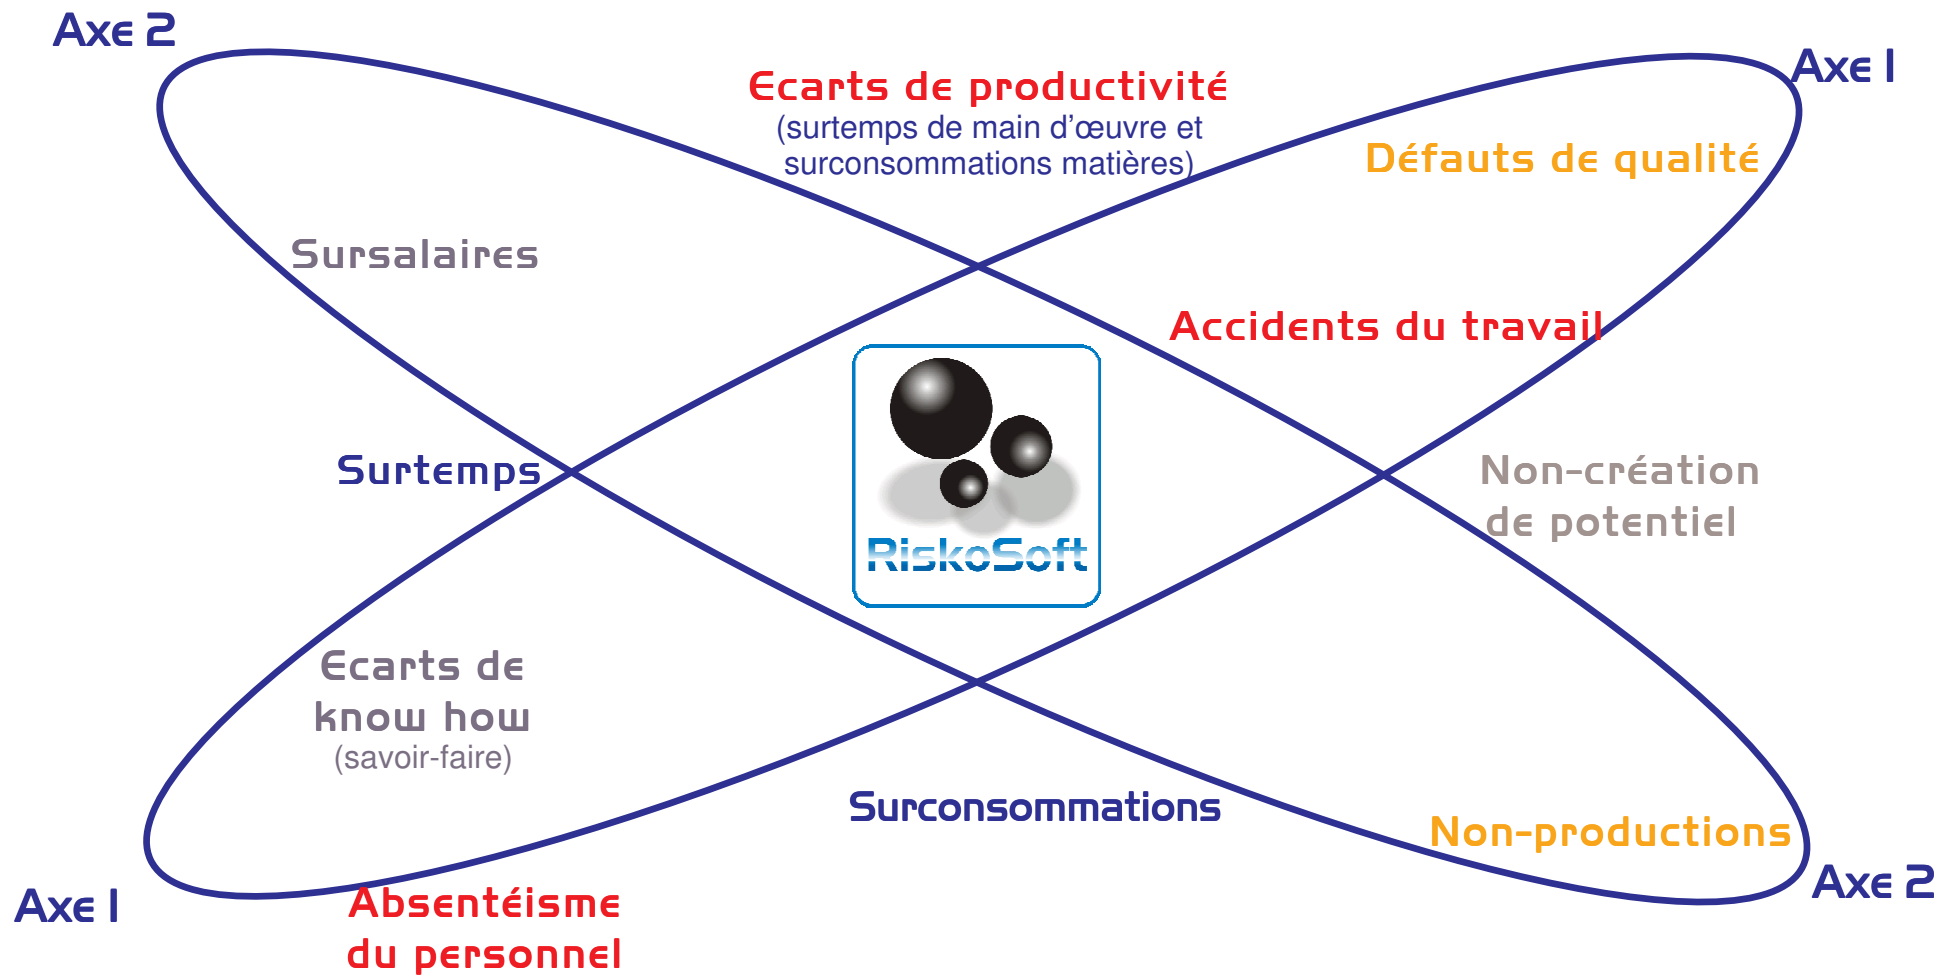 Axe 2
Axe 1
Ecarts de productivité
(surtemps de main d'œuvre et
surconsommations matières)
Défauts de qualité
Sursalaires
Accidents du travail
Surtemps
Non-création
de potentiel
RiskoSoft
Ecarts de
know how
(savoir-faire)
Surconsommations
Non-productions
Axe 1
Axe 2
Absentéisme
du personnel